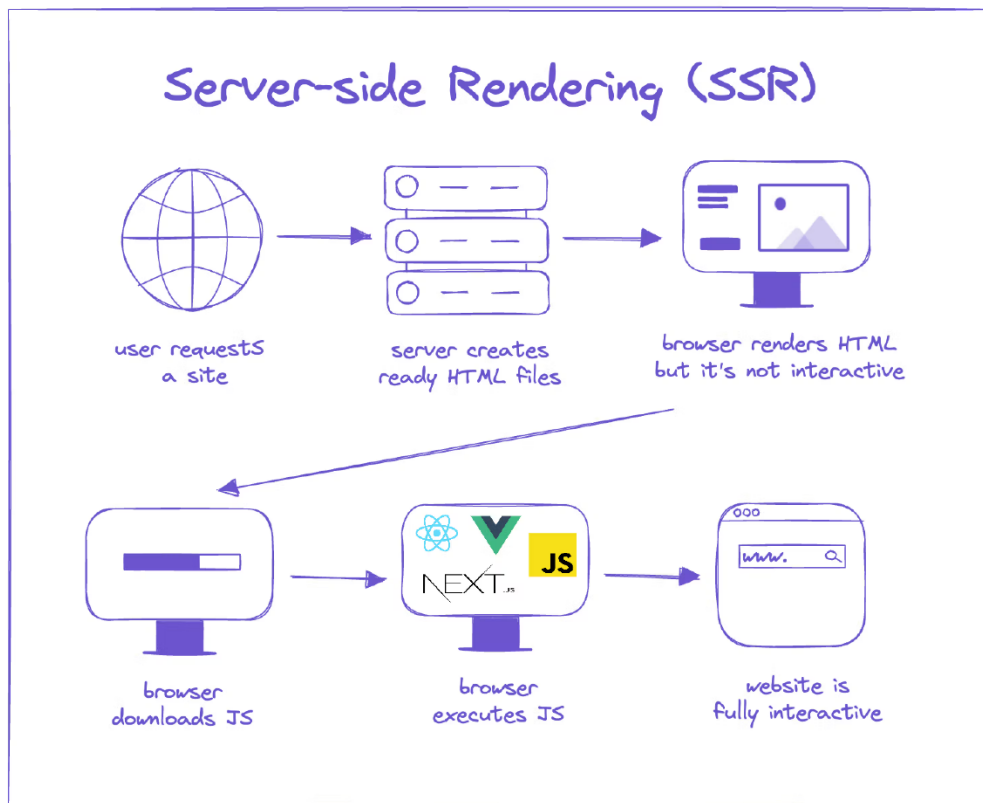 Server-side Rendering (SSR)
user requests
a site
server creates
ready HTML files
browser renders HTML
but it's not interactive
browser
downloads JS
NEXT.JS
JS
browser
executes JS
www.
website is
fully interactive